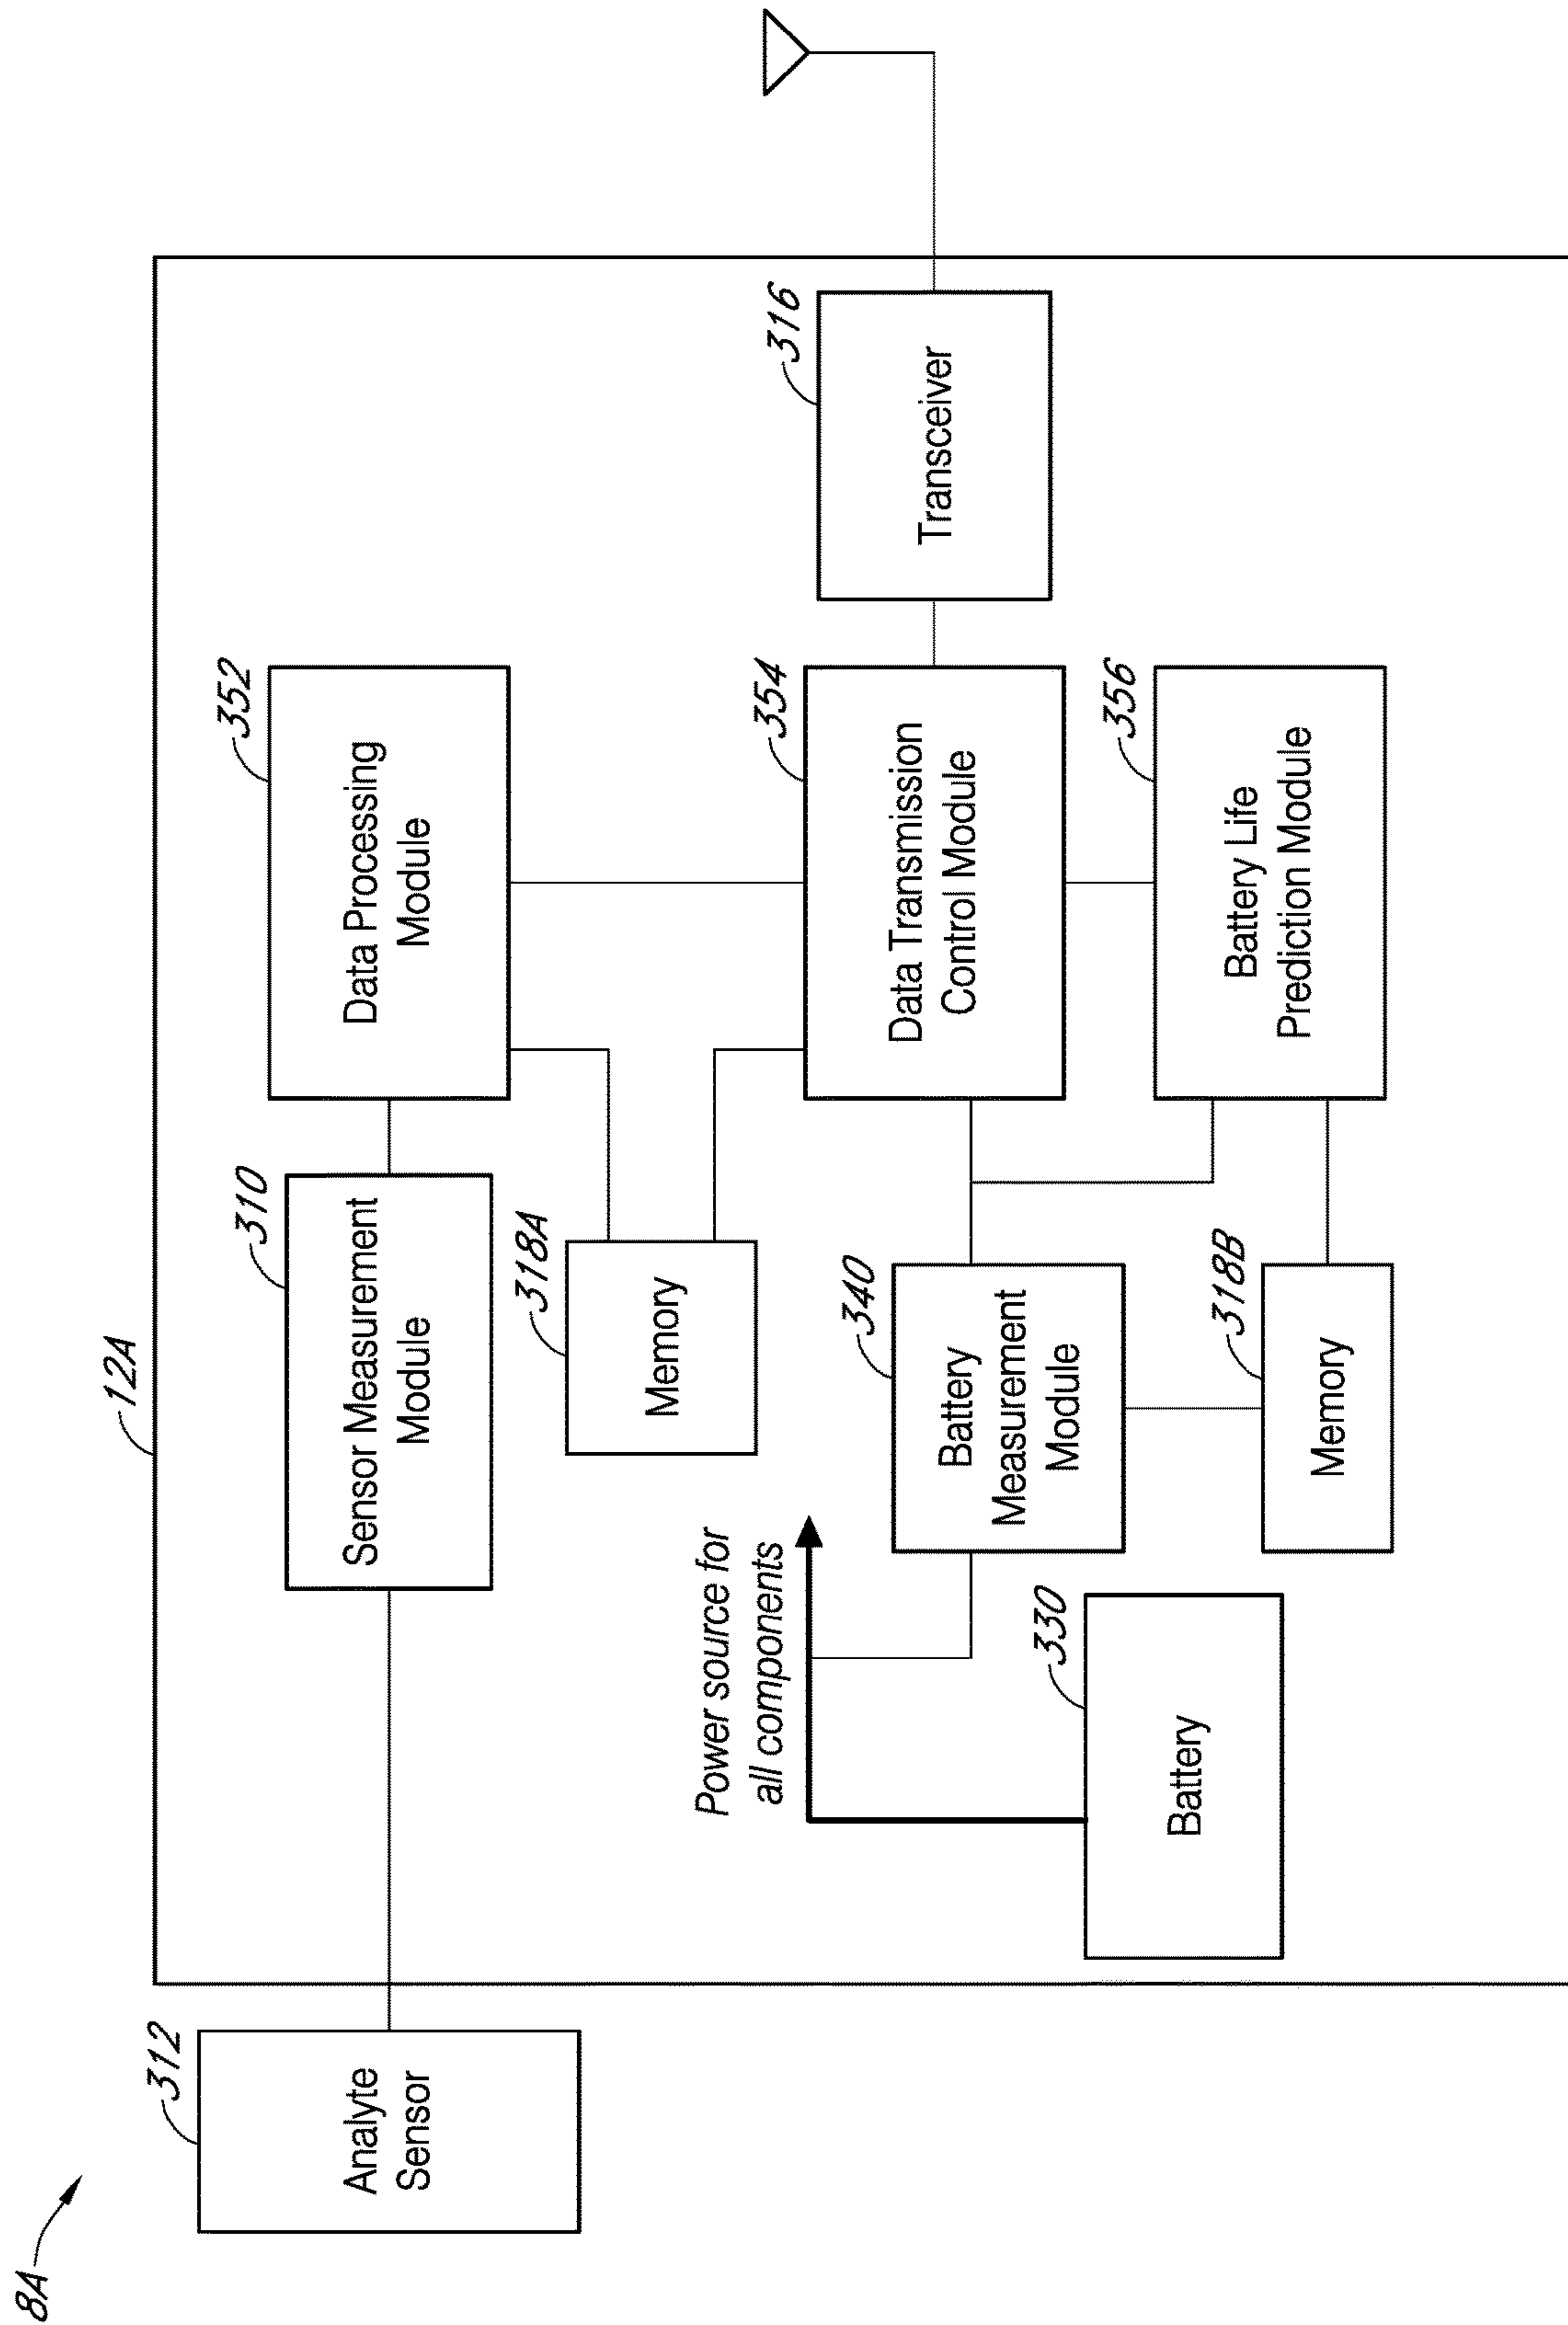 8A
12A
312
Analyte
Sensor
310
Sensor Measurement
Module
352
Data Processing
Module
318A
Memory
Power source for
all components
340
Battery
Measurement
Module
354
Data Transmission
Control Module
316
Transceiver
330
Battery
318B
Memory
356
Battery Life
Prediction Module